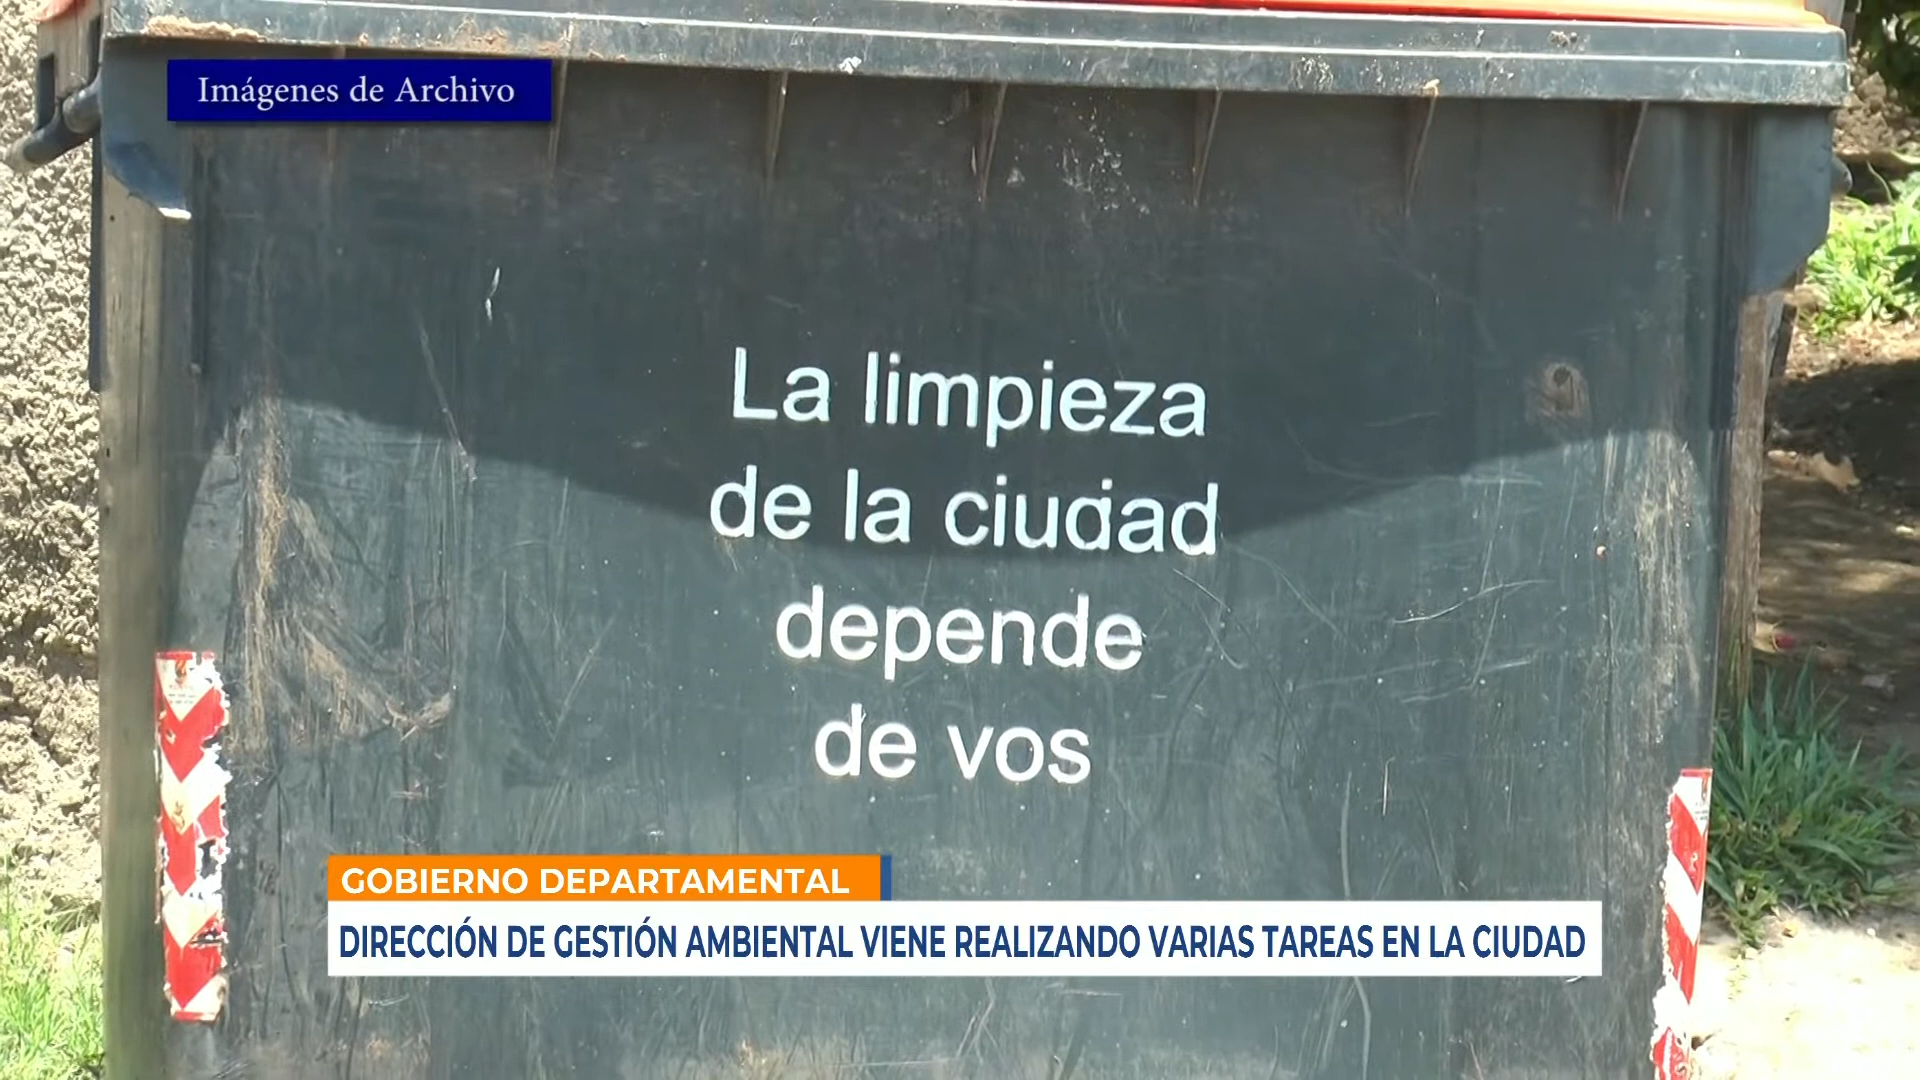 Imágenes de Archivo
La limpieza
de la ciudad
depende
de vos
GOBIERNO DEPARTAMENTAL
DIRECCIÓN DE GESTIÓN AMBIENTAL VIENE REALIZANDO VARIAS TAREAS EN LA CIUDAD